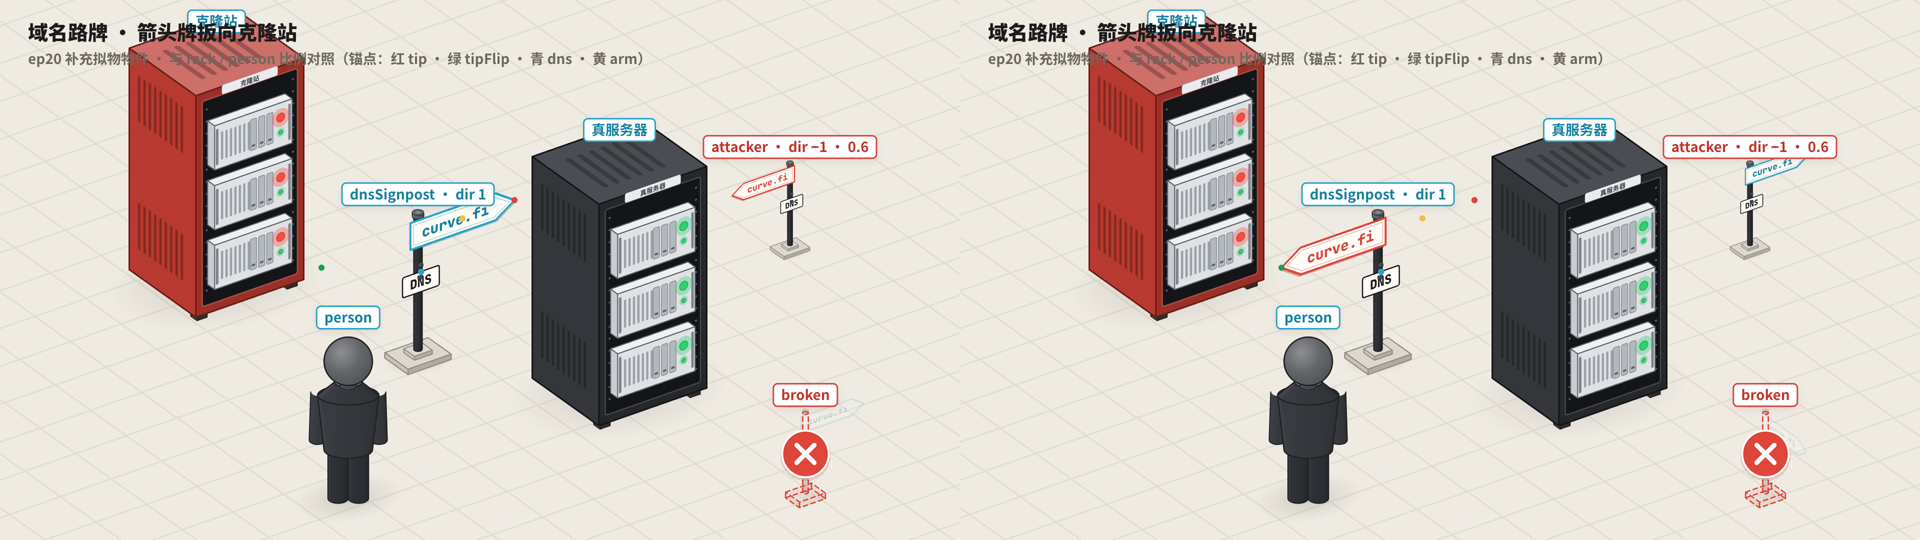 克隆站
域名路牌 · 箭头牌扳向克隆站
ep20 补充拟物物件 · 与 rack / person 比例对照（锚点：红 tip · 绿 tipFlip · 青 dns · 黄 arm）
克隆站
真服务器
真服务器
attacker · dir −1 · 0.6
curve.fi
DNS
dnsSignpost · dir 1
curve.fi
DNS
person
broken
curve.fi
克隆站
域名路牌 · 箭头牌扳向克隆站
ep20 补充拟物物件 · 与 rack / person 比例对照（锚点：红 tip · 绿 tipFlip · 青 dns · 黄 arm）
克隆站
真服务器
真服务器
attacker · dir −1 · 0.6
curve.fi
DNS
dnsSignpost · dir 1
curve.fi
DNS
person
broken